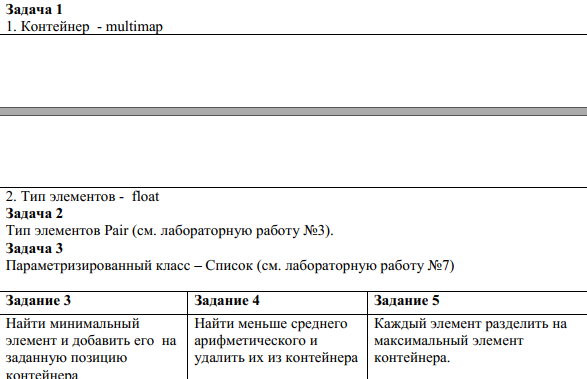 Задача 1
1. Контейнер - multimap
2. Тип элементов - float
Задача 2
Тип элементов Pair (см. лабораторную работу №3).
Задача 3
Параметризированный класс – Список (см. лабораторную работу №7)
Задание 3
Найти минимальный
элемент и добавить его на
заданную позицию
контейнера
Задание 4
Найти меньше среднего
арифметического и
удалить их из контейнера
Задание 5
Каждый элемент разделить на
максимальный элемент
контейнера.